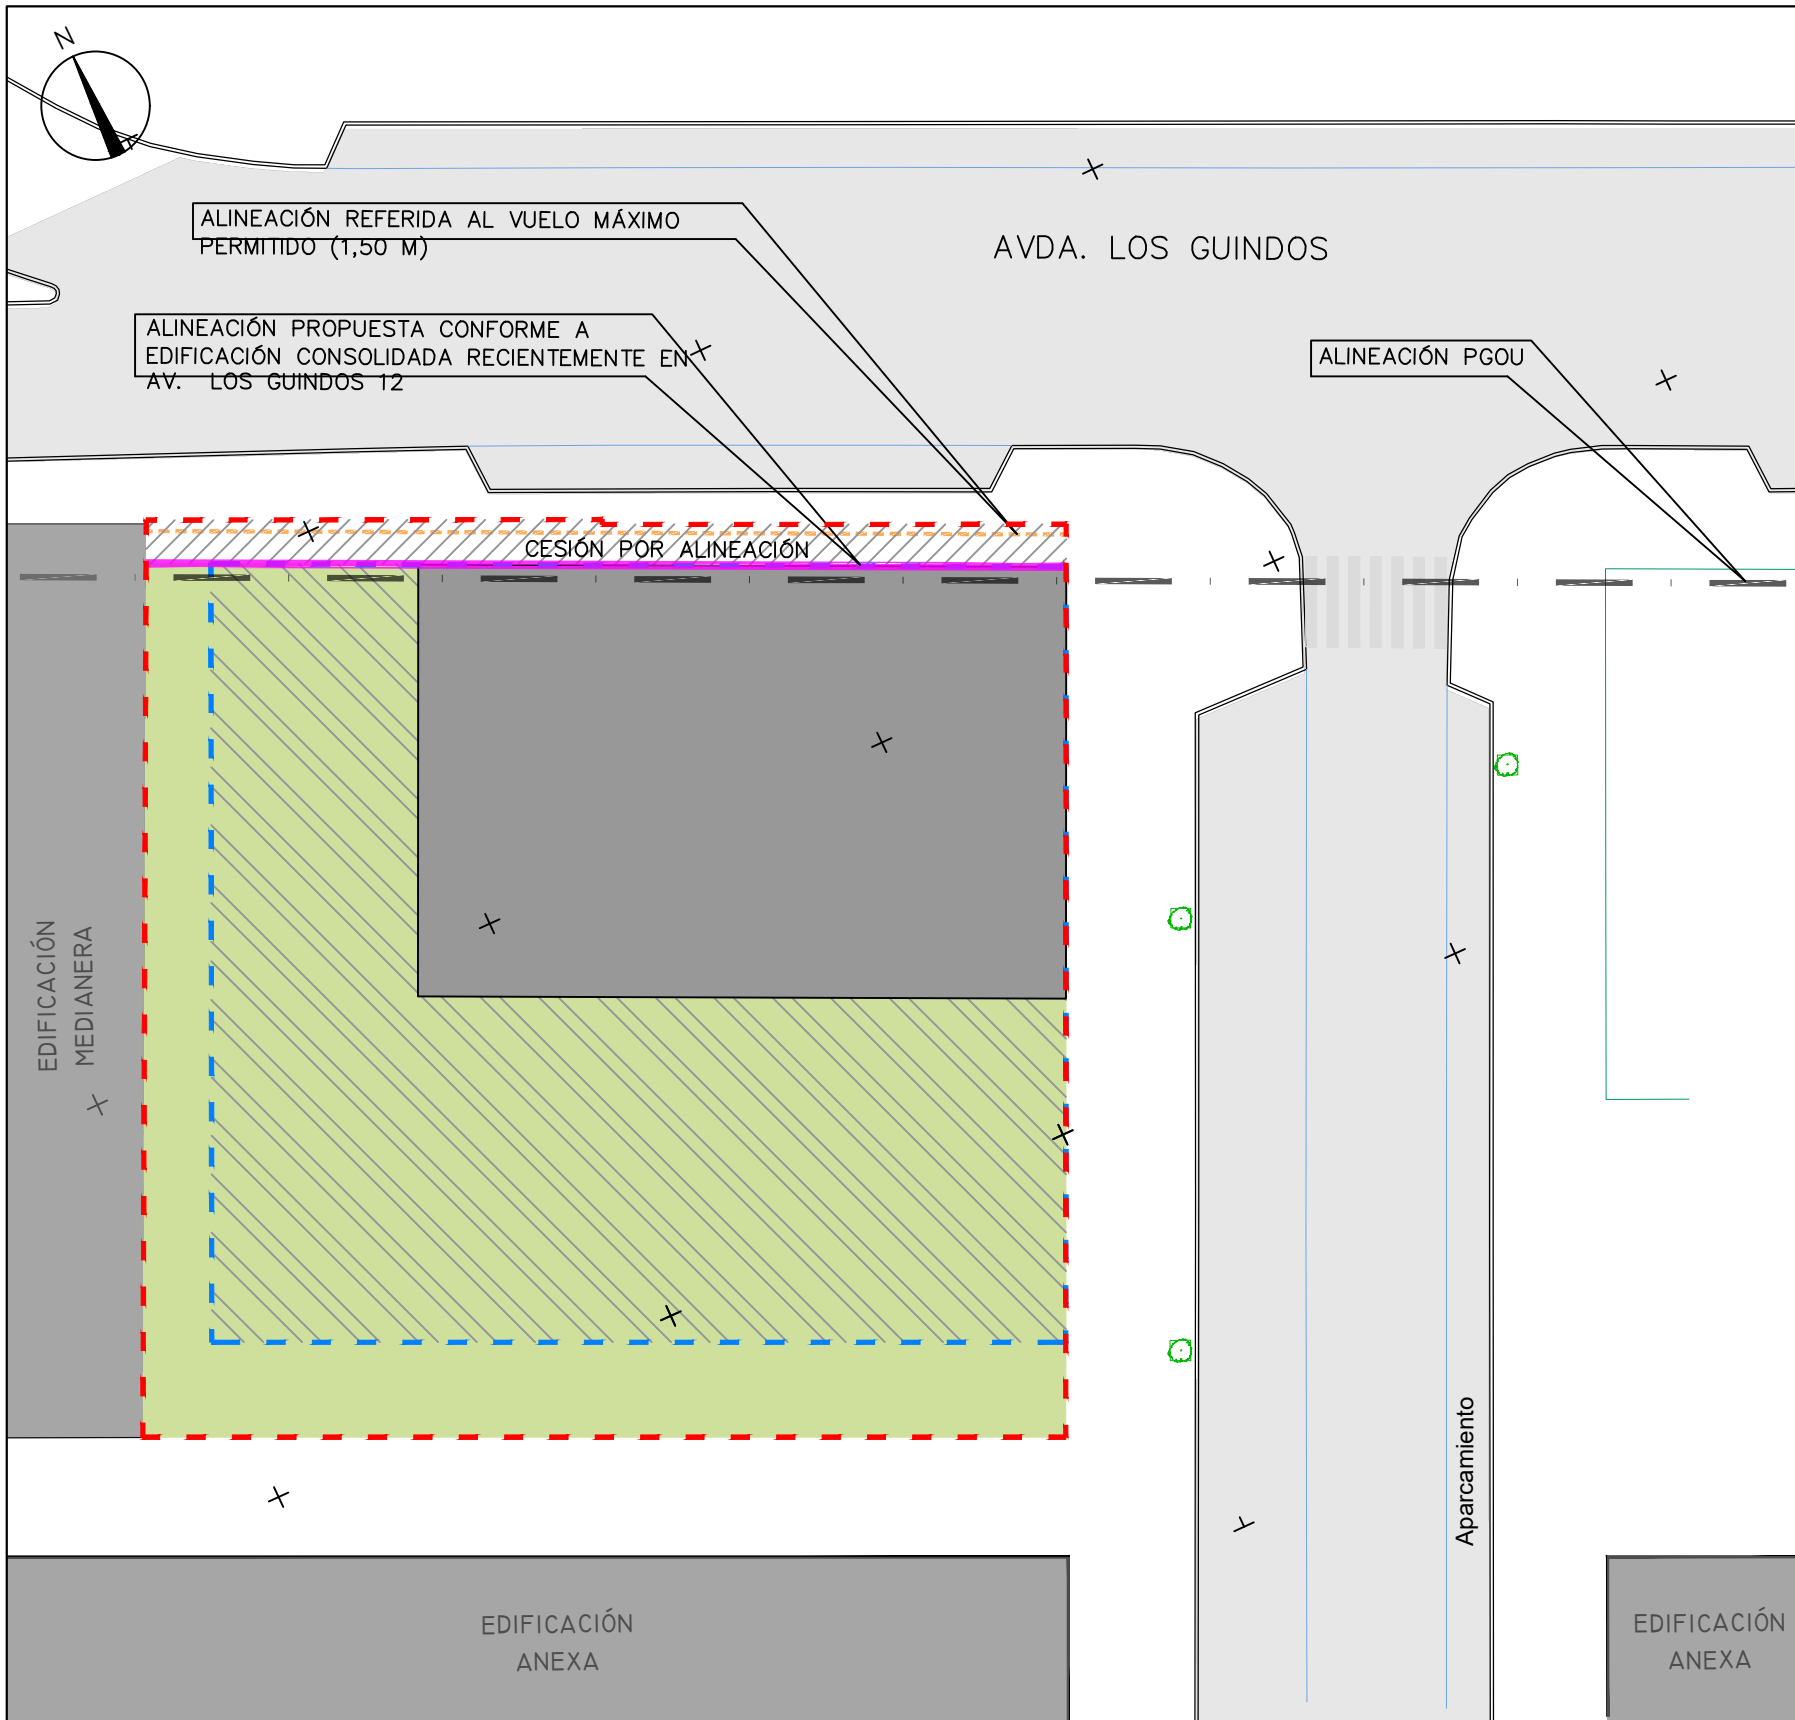 N
ALINEACIÓN REFERIDA AL VUELO MÁXIMO
PERMITIDO (1,50 M)
AVDA. LOS GUINDOS
ALINEACIÓN PROPUESTA CONFORME A
EDIFICACIÓN CONSOLIDADA RECIENTEMENTE EN
AV. LOS GUINDOS 12
ALINEACIÓN PGOU
CESIÓN POR ALINEACIÓN
EDIFICACIÓN
MEDIANERA
Aparcamiento
EDIFICACIÓN
ANEXA
EDIFICACIÓN
ANEXA